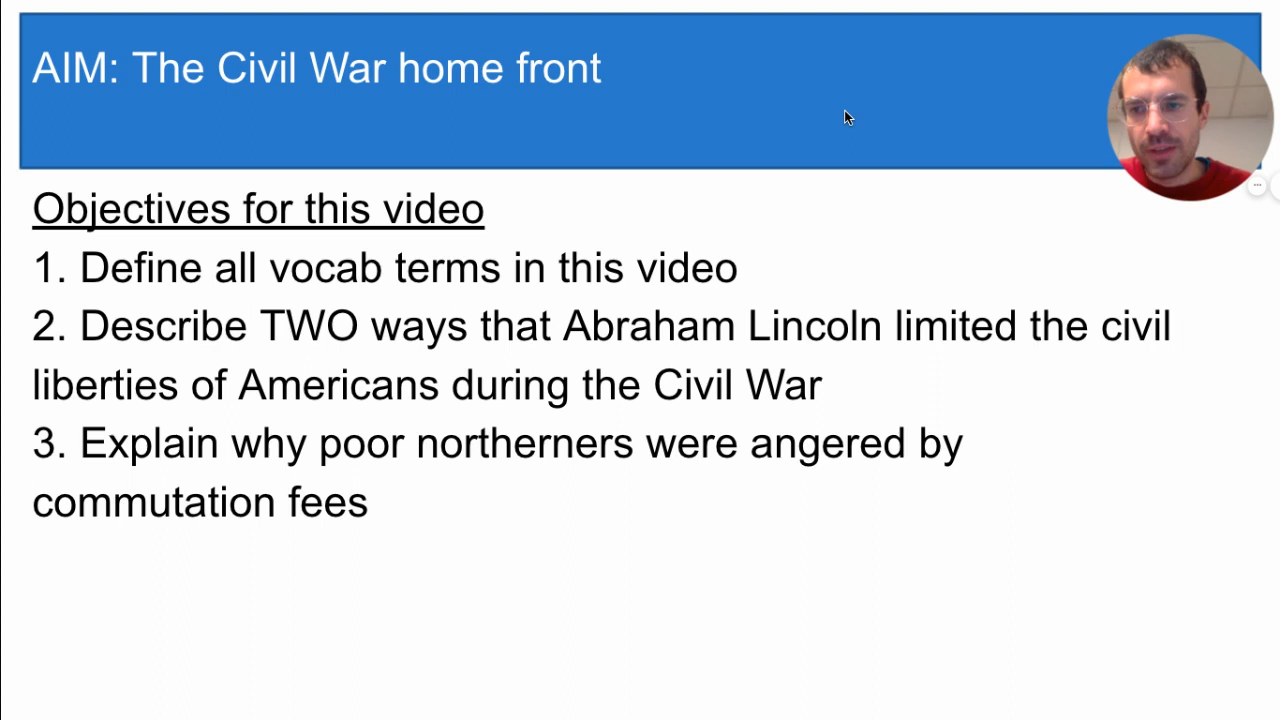 AIM: The Civil War home front
Objectives for this video
1. Define all vocab terms in this video
2. Describe TWO ways that Abraham Lincoln limited the civil
liberties of Americans during the Civil War
3. Explain why poor northerners were angered by
commutation fees